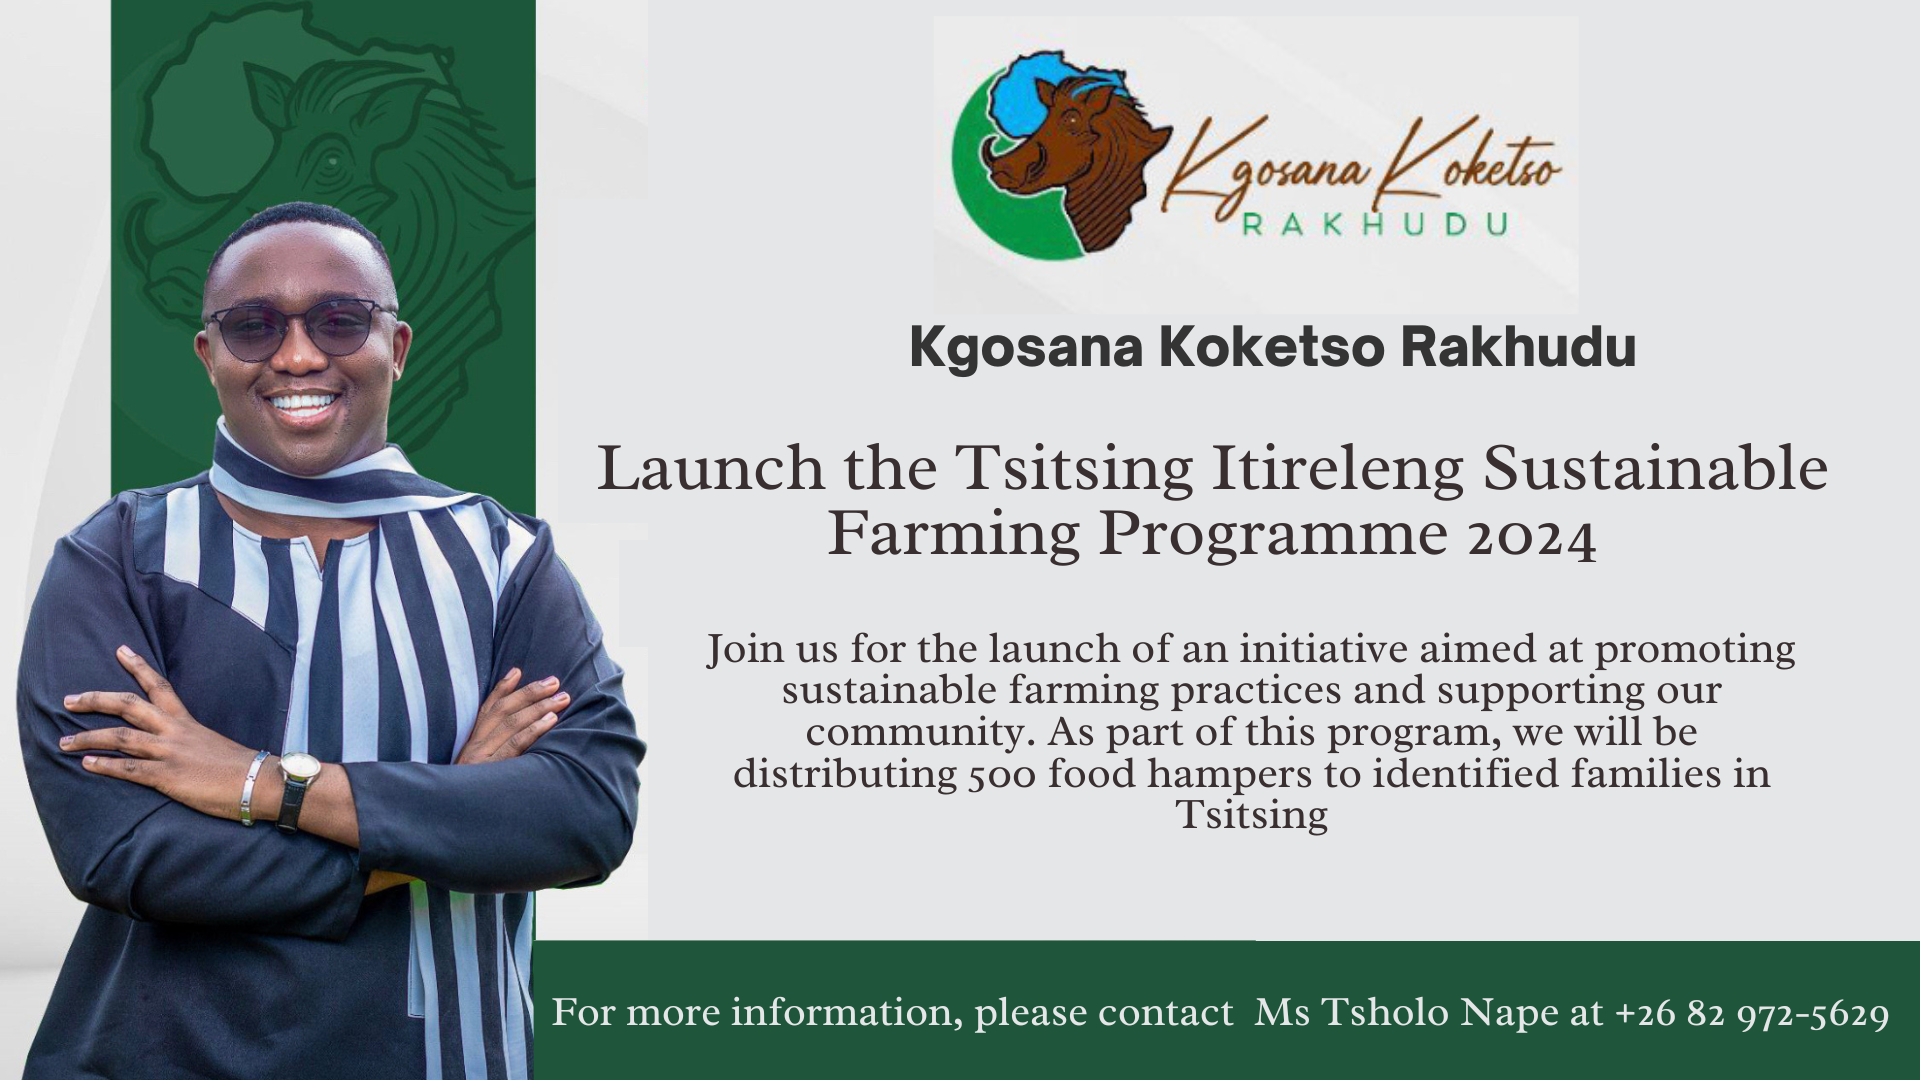 Kgosana Koketso
RAKHUDU
Kgosana Koketso Rakhudu
Launch the Tsitsing Itireleng Sustainable
Farming Programme 2024
Join us for the launch of an initiative aimed at promoting
sustainable farming practices and supporting our
community. As part of this program, we will be
distributing 500 food hampers to identified families in
Tsitsing
For more information, please contact  Ms Tsholo Nape at +26 82 972-5629